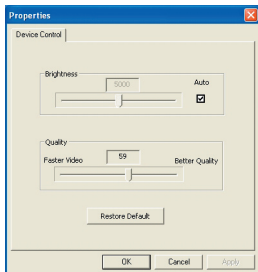 Properties
Device Control
Brightness
5000
Auto
Quality
Faster Video
59
Better Quality
Restore Default
OK
Cancel
Apply